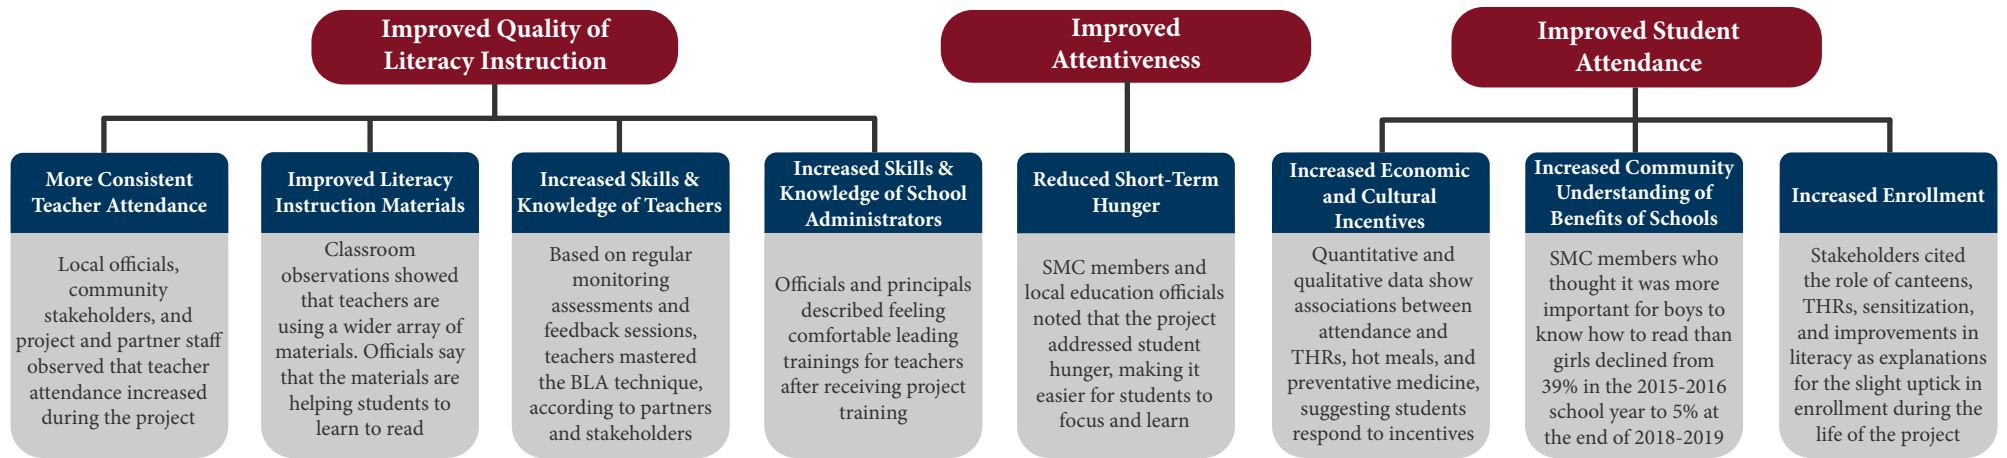 Improved Quality of
Literacy Instruction
Improved
Attentiveness
Improved Student
Attendance
More Consistent
Teacher Attendance
Local officials,
community
stakeholders, and
project and partner staff
observed that teacher
attendance increased
during the project
Improved Literacy
Instruction Materials
Classroom
observations showed
that teachers are
using a wider array of
materials. Officials say
that the materials are
helping students to
learn to read
Increased Skills &
Knowledge of Teachers
Based on regular
monitoring
assessments and
feedback sessions,
teachers mastered
the BLA technique,
according to partners
and stakeholders
Increased Skills &
Knowledge of School
Administrators
Officials and principals
described feeling
comfortable leading
trainings for teachers
after receiving project
training
Reduced Short-Term
Hunger
SMC members and
local education officials
noted that the project
addressed student
hunger, making it
easier for students to
focus and learn
Increased Economic
and Cultural
Incentives
Quantitative and
qualitative data show
associations between
attendance and
THRs, hot meals, and
preventative medicine,
suggesting students
respond to incentives
Increased Community
Understanding of
Benefits of Schools
SMC members who
thought it was more
important for boys to
know how to read than
girls declined from
39% in the 2015-2016
school year to 5% at
the end of 2018-2019
Increased Enrollment
Stakeholders cited
the role of canteens,
THRs, sensitization,
and improvements in
literacy as explanations
for the slight uptick in
enrollment during the
life of the project